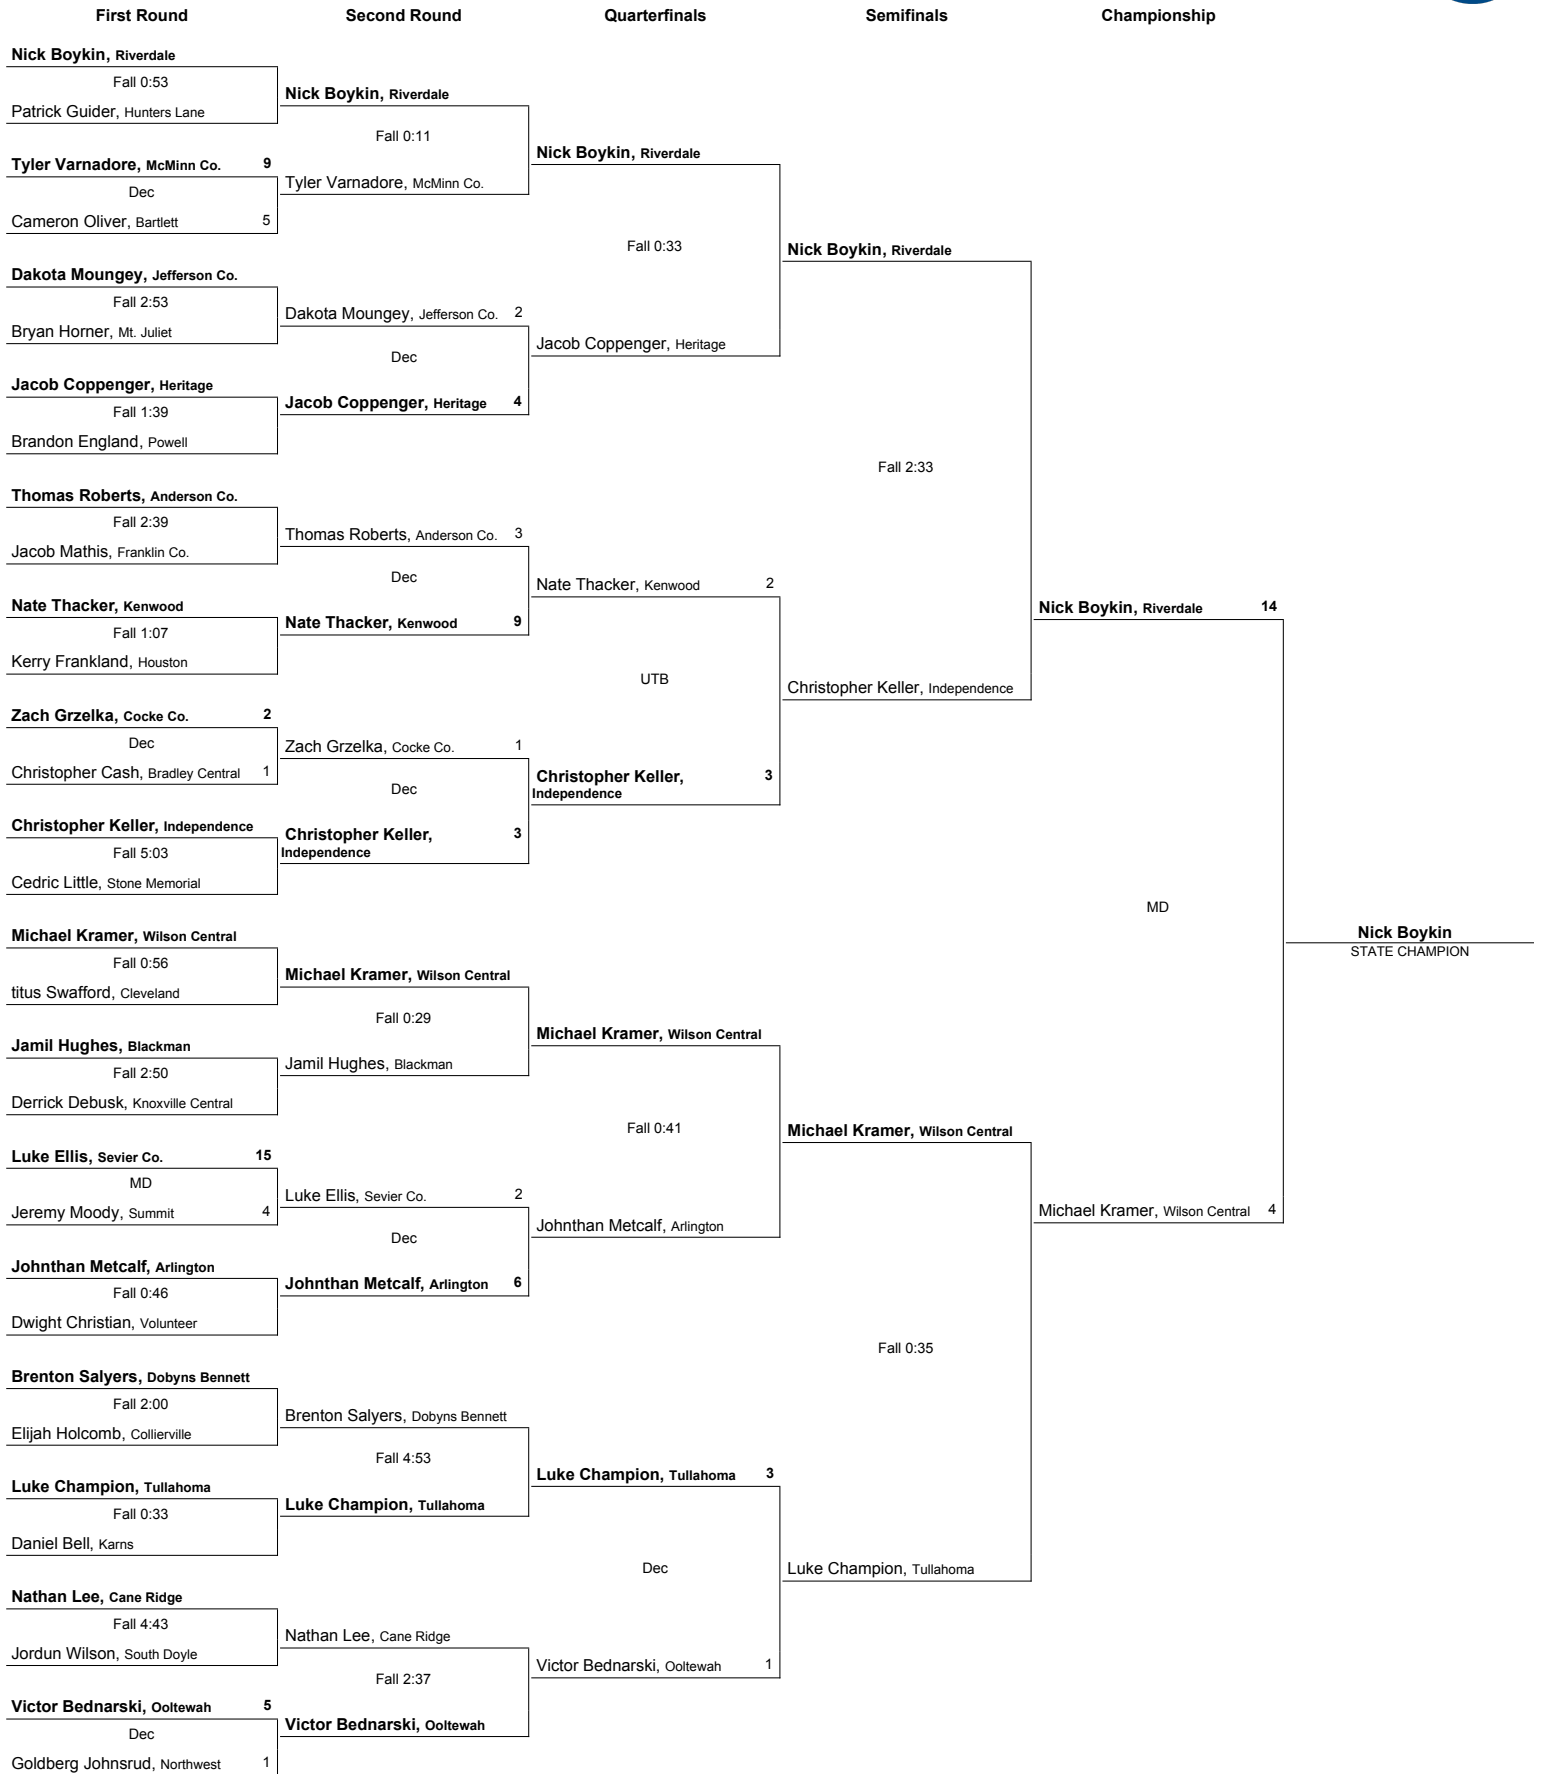 First Round
Second Round
Quarterfinals
Semifinals
Championship
Nick Boykin, Riverdale
Fall 0:53
Patrick Guider, Hunters Lane
Tyler Varnadore, McMinn Co. 9
Dec
Cameron Oliver, Bartlett 5
Dakota Moungey, Jefferson Co.
Fall 2:53
Bryan Horner, Mt. Juliet
Jacob Coppenger, Heritage
Fall 1:39
Brandon England, Powell
Thomas Roberts, Anderson Co.
Fall 2:39
Jacob Mathis, Franklin Co.
Nate Thacker, Kenwood
Fall 1:07
Kerry Frankland, Houston
Zach Grzelka, Cocke Co. 2
Dec
Christopher Cash, Bradley Central 1
Christopher Keller, Independence
Fall 5:03
Cedric Little, Stone Memorial
Michael Kramer, Wilson Central
Fall 0:56
titus Swafford, Cleveland
Jamil Hughes, Blackman
Fall 2:50
Derrick Debusk, Knoxville Central
Luke Ellis, Sevier Co. 15
MD
Jeremy Moody, Summit 4
Johnthan Metcalf, Arlington
Fall 0:46
Dwight Christian, Volunteer
Brenton Salyers, Dobyns Bennett
Fall 2:00
Elijah Holcomb, Collierville
Luke Champion, Tullahoma
Fall 0:33
Daniel Bell, Karns
Nathan Lee, Cane Ridge
Fall 4:43
Jordun Wilson, South Doyle
Victor Bednarski, Ooltewah 5
Dec
Goldberg Johnsrud, Northwest 1
Nick Boykin, Riverdale
Fall 0:11
Tyler Varnadore, McMinn Co.
Dakota Moungey, Jefferson Co. 2
Dec
Jacob Coppenger, Heritage 4
Thomas Roberts, Anderson Co. 3
Dec
Nate Thacker, Kenwood 9
Zach Grzelka, Cocke Co. 1
Dec
Christopher Keller, 3
Independence
Michael Kramer, Wilson Central
Fall 0:29
Jamil Hughes, Blackman
Luke Ellis, Sevier Co. 2
Dec
Johnthan Metcalf, Arlington 6
Brenton Salyers, Dobyns Bennett
Fall 4:53
Luke Champion, Tullahoma
Nathan Lee, Cane Ridge
Fall 2:37
Victor Bednarski, Ooltewah
Nick Boykin, Riverdale
Fall 0:33
Jacob Coppenger, Heritage
Nate Thacker, Kenwood 2
UTB
Christopher Keller, 3
Independence
Michael Kramer, Wilson Central
Fall 0:41
Johnthan Metcalf, Arlington
Luke Champion, Tullahoma 3
Dec
Victor Bednarski, Ooltewah 1
Nick Boykin, Riverdale
Fall 2:33
Christopher Keller, Independence
Michael Kramer, Wilson Central
Fall 0:35
Luke Champion, Tullahoma
Nick Boykin, Riverdale 14
MD
Michael Kramer, Wilson Central 4
Nick Boykin
STATE CHAMPION